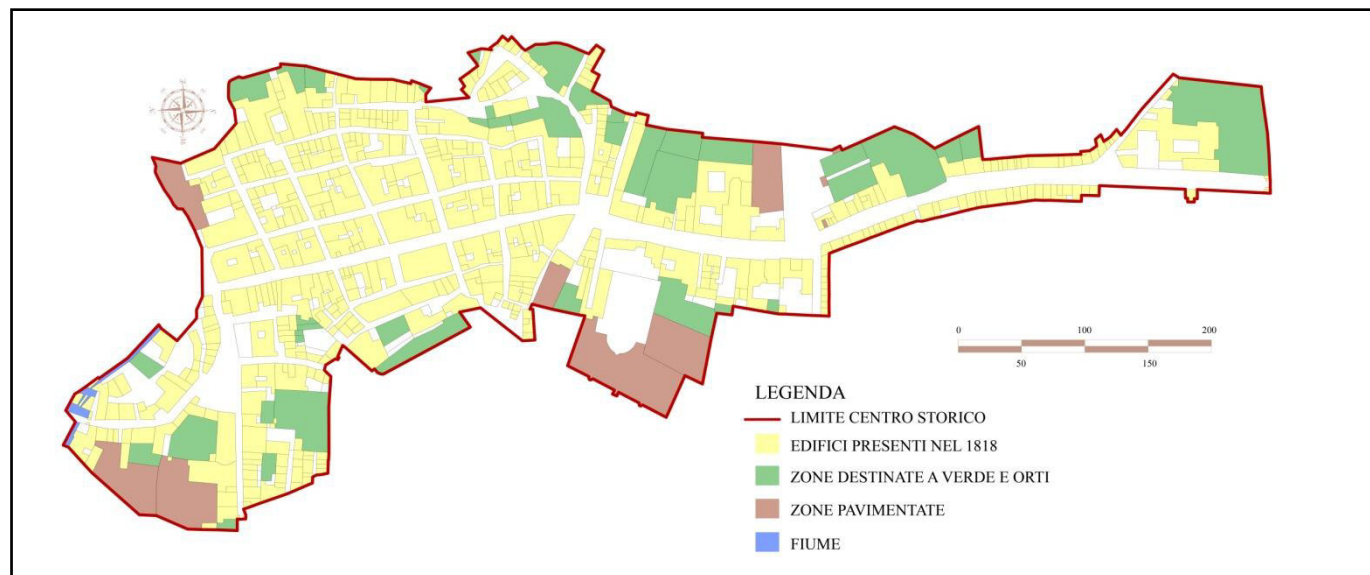 0 100 200
50 150
LEGENDA
LIMITE CENTRO STORICO
EDIFICI PRESENTI NEL 1818
ZONE DESTINATE A VERDE E ORTI
ZONE PAVIMENTATE
FIUME